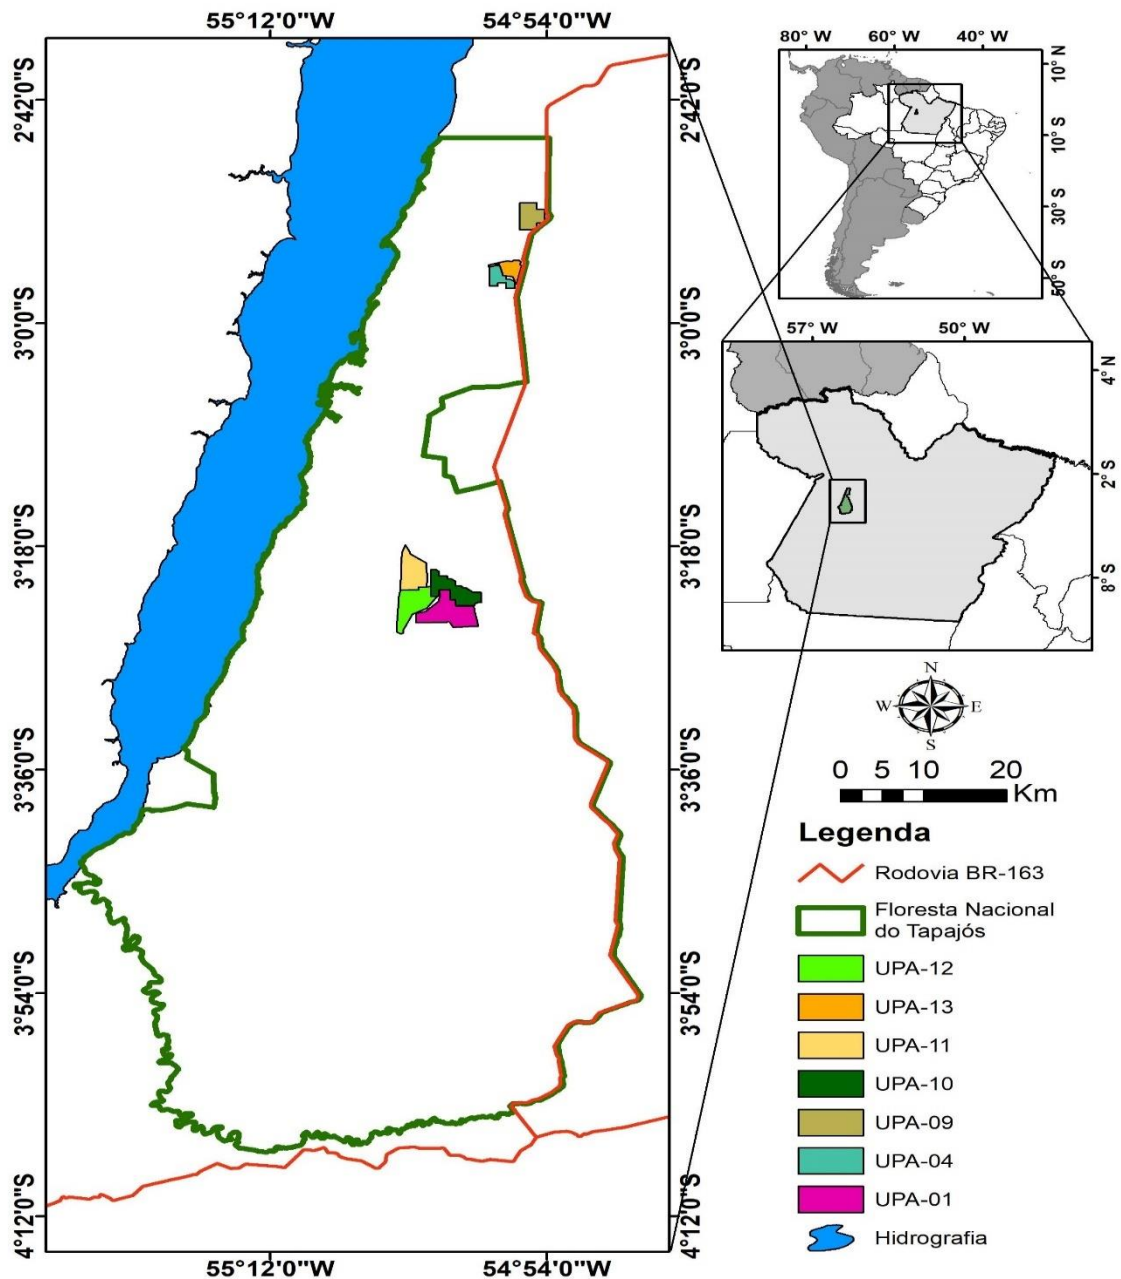 55°12'0"W
54°54'0"W
2°42'0"S
3°0'0"S
3°18'0"S
3°36'0"S
3°54'0"S
4°12'0"S
2°42'0"S
3°0'0"S
3°18'0"S
3°36'0"S
3°54'0"S
4°12'0"S
55°12'0"W
54°54'0"W
80° W
60° W
40° W
10° N
10° S
30° S
50° S
57° W
50° W
4° N
2° S
8° S
N
W
E
S
0
5
10
20
Km
Legenda
Rodovia BR-163
Floresta Nacional
do Tapajós
UPA-12
UPA-13
UPA-11
UPA-10
UPA-09
UPA-04
UPA-01
Hidrografia